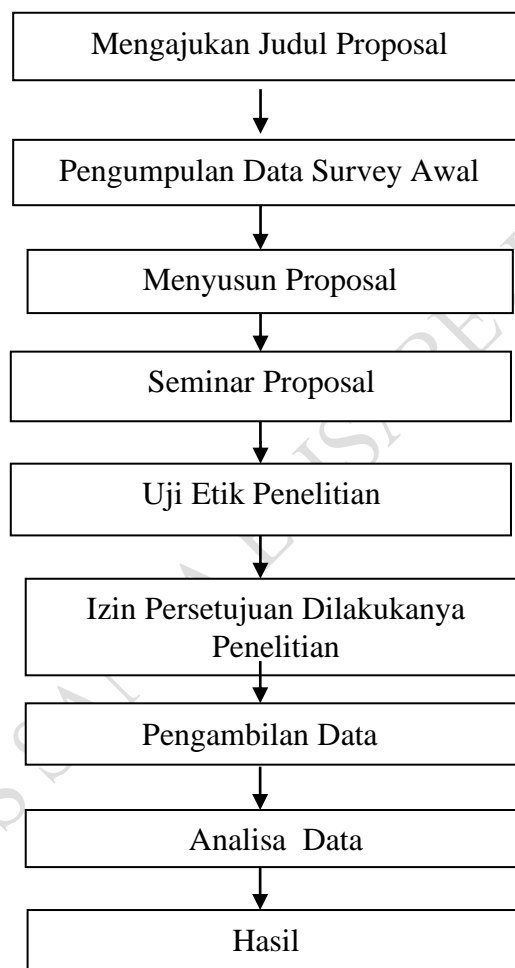 Mengajukan Judul Proposal
Pengumpulan Data Survey Awal
Menyusun Proposal
Seminar Proposal
Uji Etik Penelitian
Izin Persetujuan Dilakukanya
Penelitian
Pengambilan Data
Analisa Data
Hasil